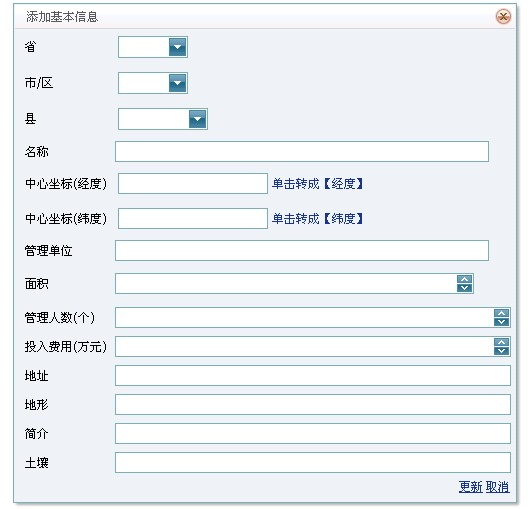 添加基本信息
省
市/区
县
名称
中心坐标(经度) 单击转成【经度】
中心坐标(纬度) 单击转成【纬度】
管理单位
面积
管理人数(个)
投入费用(万元)
地址
地形
简介
土壤
更新 取消